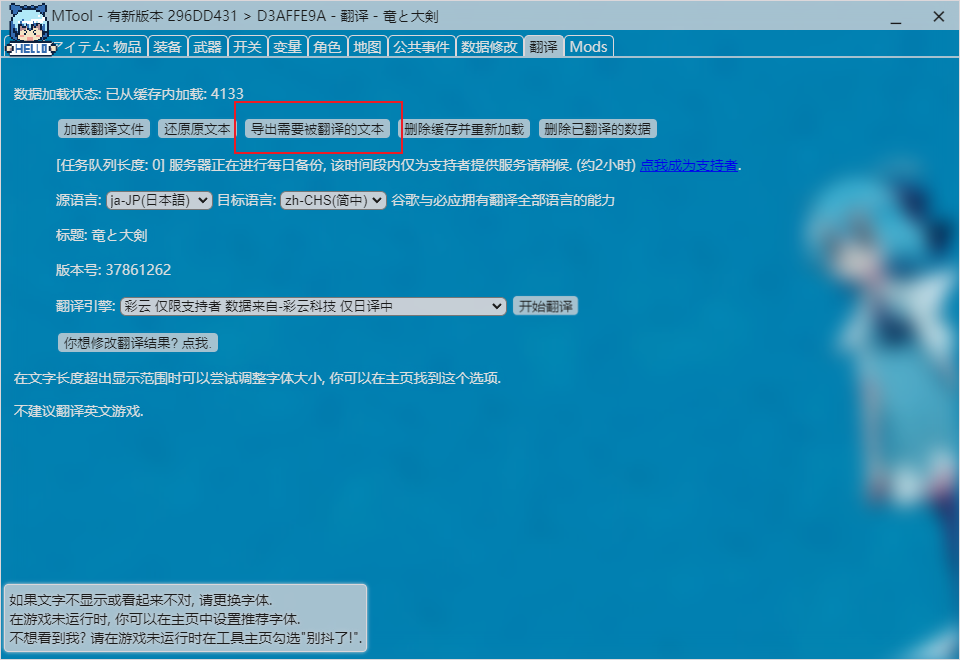 MTool - 有新版本 296DD431 > D3AFFE9A - 翻译 - 竜と大剣
HELLO
アイテム: 物品 装备 武器 开关 变量 角色 地图 公共事件 数据修改 翻译 Mods
数据加载状态: 已从缓存内加载: 4133
加载翻译文件 还原原文本 导出需要被翻译的文本 删除缓存并重新加载 删除已翻译的数据
[任务队列长度: 0] 服务器正在进行每日备份, 该时间段内仅为支持者提供服务请稍候. (约2小时) 点我成为支持者.
源语言: ja-JP(日本語) 目标语言: zh-CHS(简中) 谷歌与必应拥有翻译全部语言的能力
标题: 竜と大剣
版本号: 37861262
翻译引擎: 彩云 仅限支持者 数据来自-彩云科技 仅日译中 开始翻译
你想修改翻译结果? 点我.
在文字长度超出显示范围时可以尝试调整字体大小, 你可以在主页找到这个选项.
不建议翻译英文游戏.
如果文字不显示或看起来不对, 请更换字体.
在游戏未运行时, 你可以在主页中设置推荐字体.
不想看到我? 请在游戏未运行时在工具主页勾选"别抖了!".